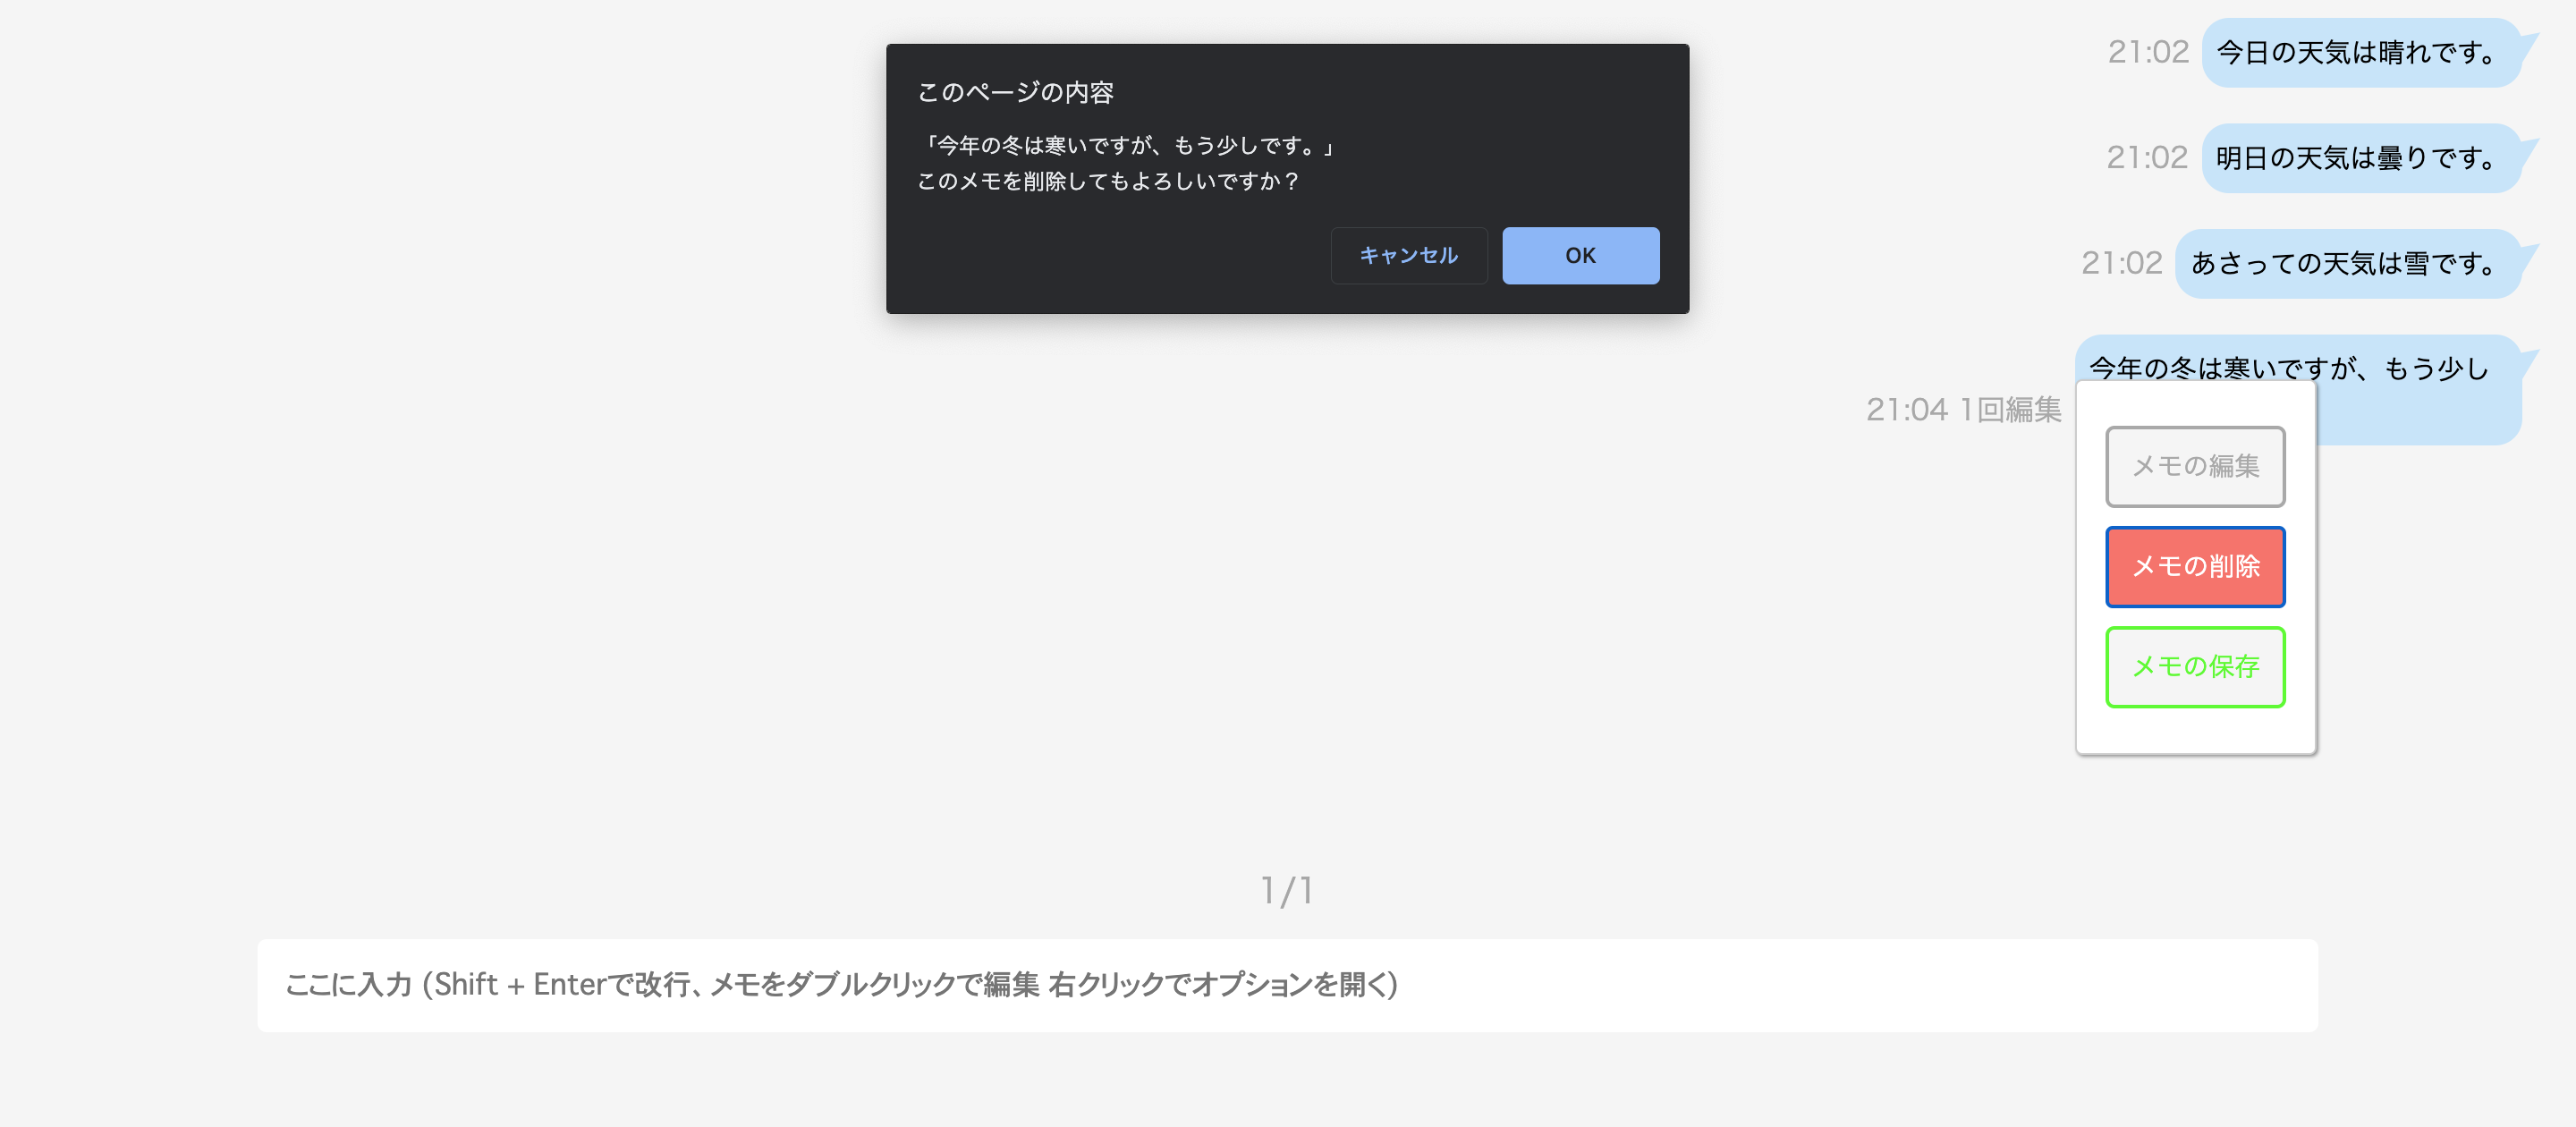 このページの内容
「今年の冬は寒いですが、もう少しです。」
このメモを削除してもよろしいですか？
キャンセル
OK
21:02 今日の天気は晴れです。
21:02 明日の天気は曇りです。
21:02 あさっての天気は雪です。
今年の冬は寒いですが、もう少し
21:04 1回編集
メモの編集
メモの削除
メモの保存
1/1
ここに入力 (Shift + Enterで改行、メモをダブルクリックで編集 右クリックでオプションを開く)